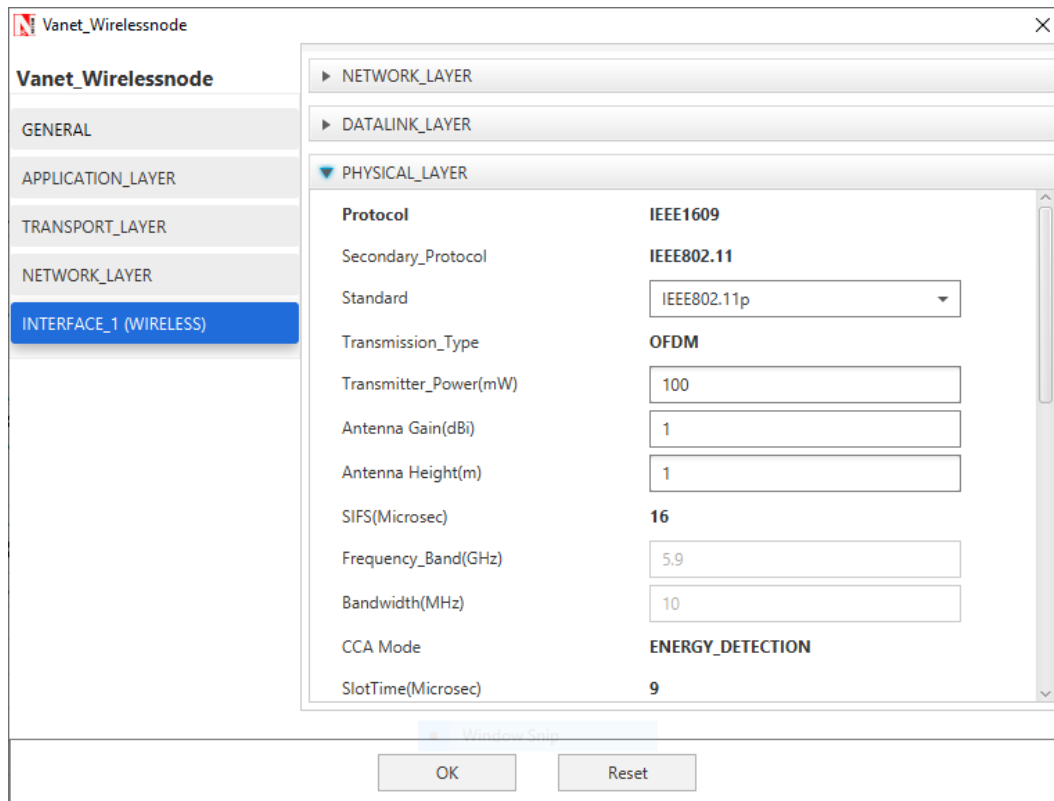 Vanet_Wirelessnode
Vanet_Wirelessnode
GENERAL
APPLICATION_LAYER
TRANSPORT_LAYER
NETWORK_LAYER
INTERFACE_1 (WIRELESS)
NETWORK_LAYER
DATALINK_LAYER
PHYSICAL_LAYER
Protocol IEEE1609
Secondary_Protocol IEEE802.11
Standard IEEE802.11p
Transmission_Type OFDM
Transmitter_Power(mW) 100
Antenna Gain(dBi) 1
Antenna Height(m) 1
SIFS(Microsec) 16
Frequency_Band(GHz) 5.9
Bandwidth(MHz) 10
CCA Mode ENERGY_DETECTION
SlotTime(Microsec) 9
Window Snip
OK Reset